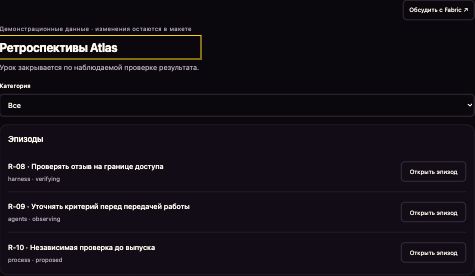 Обсудить с Fabric ↗
Демонстрационные данные · изменения остаются в макете
Ретроспективы Atlas
Урок закрывается по наблюдаемой проверке результата.
Категория
Все
Эпизоды
R-08 · Проверять отзыв на границе доступа
harness · verifying
Открыть эпизод
R-09 · Уточнять критерий перед передачей работы
agents · observing
Открыть эпизод
R-10 · Независимая проверка до выпуска
process · proposed
Открыть эпизод